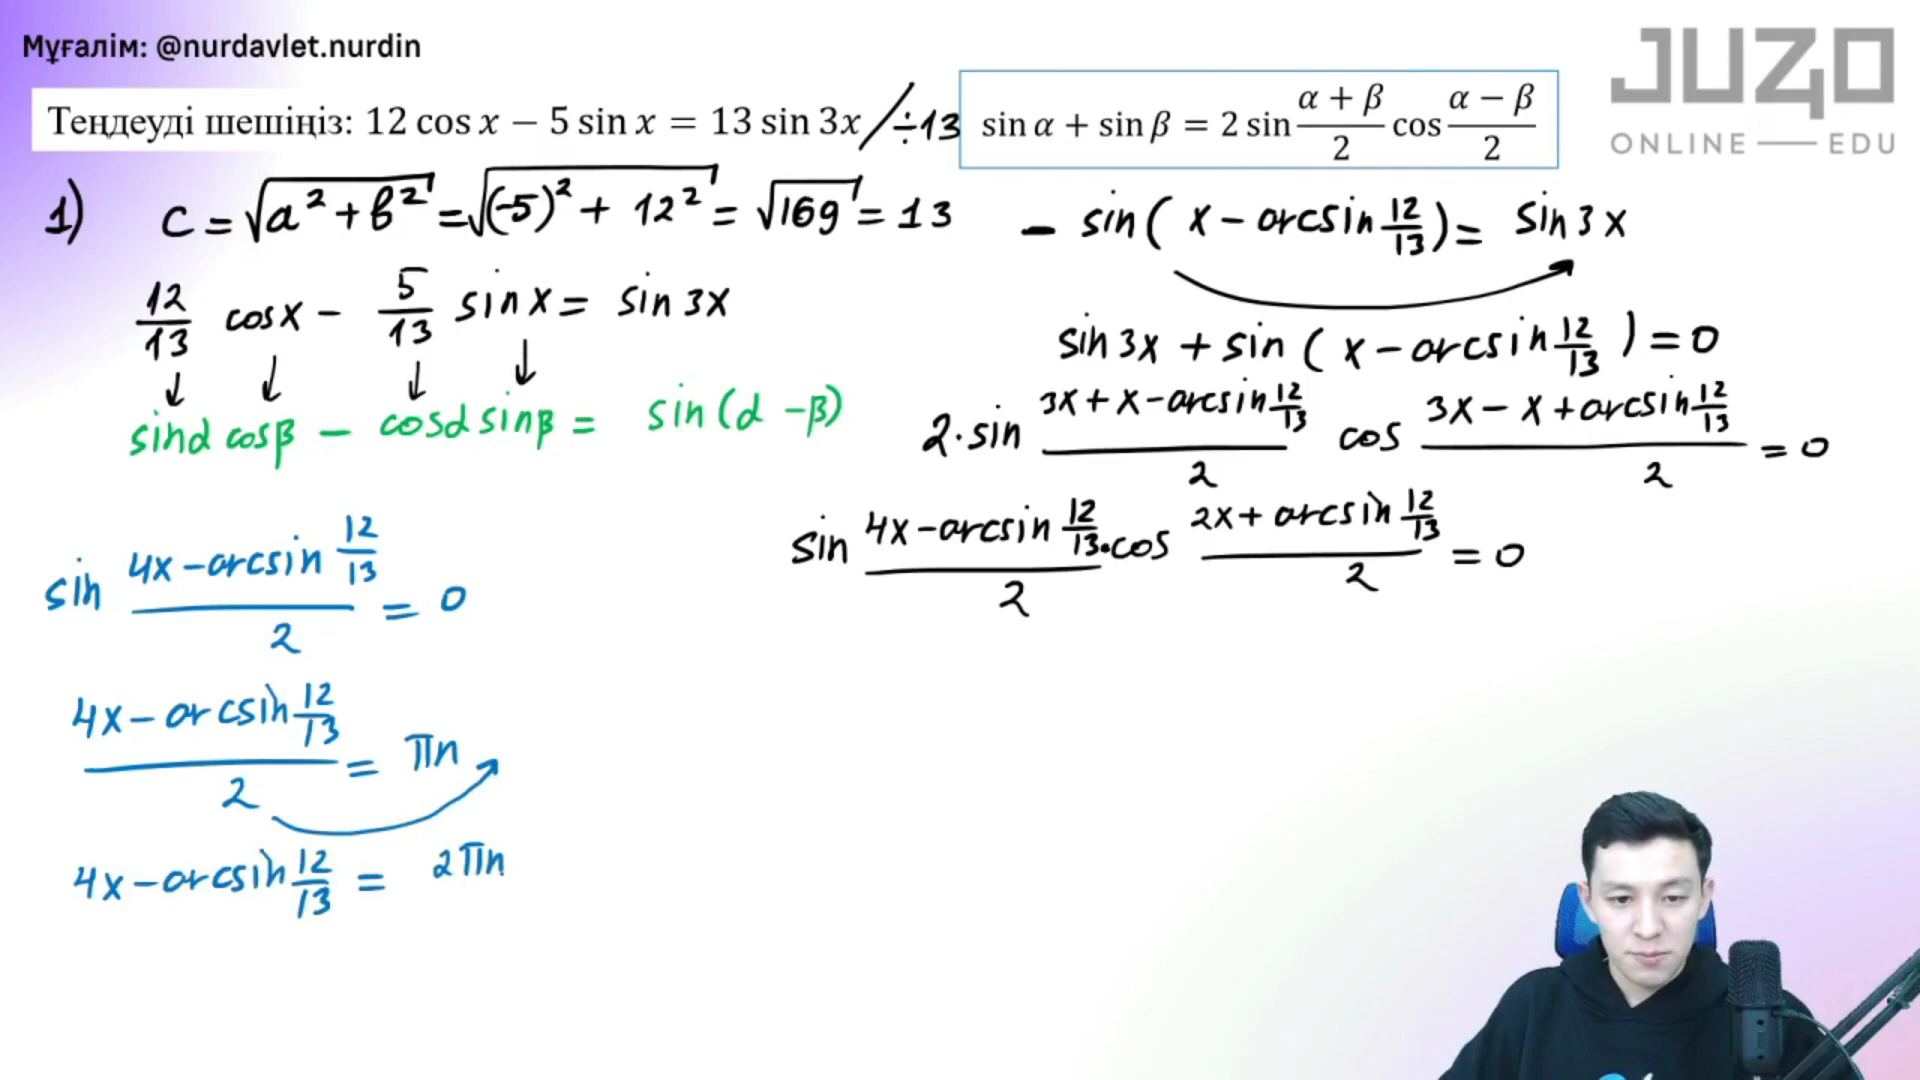 Мұғалім: @nurdavlet.nurdin
JUZO
ONLINE — EDU
Теңдеуді шешіңіз: 12 cos x − 5 sin x = 13 sin 3x /÷13
sin α + sin β = 2 sin (α + β)/2 cos (α − β)/2
1) c = √(a² + b²) = √((-5)² + 12²) = √169 = 13
12/13 cosx − 5/13 sinx = sin 3x
↓ ↓ ↓ ↓
sinα cosβ − cosα sinβ = sin(α − β)
− sin(x − arcsin 12/13) = sin 3x
sin 3x + sin(x − arcsin 12/13) = 0
2·sin (3x + x − arcsin 12/13)/2 cos (3x − x + arcsin 12/13)/2 = 0
sin (4x − arcsin 12/13)/2 · cos (2x + arcsin 12/13)/2 = 0
sin (4x − arcsin 12/13)/2 = 0
(4x − arcsin 12/13)/2 = πn
4x − arcsin 12/13 = 2πn